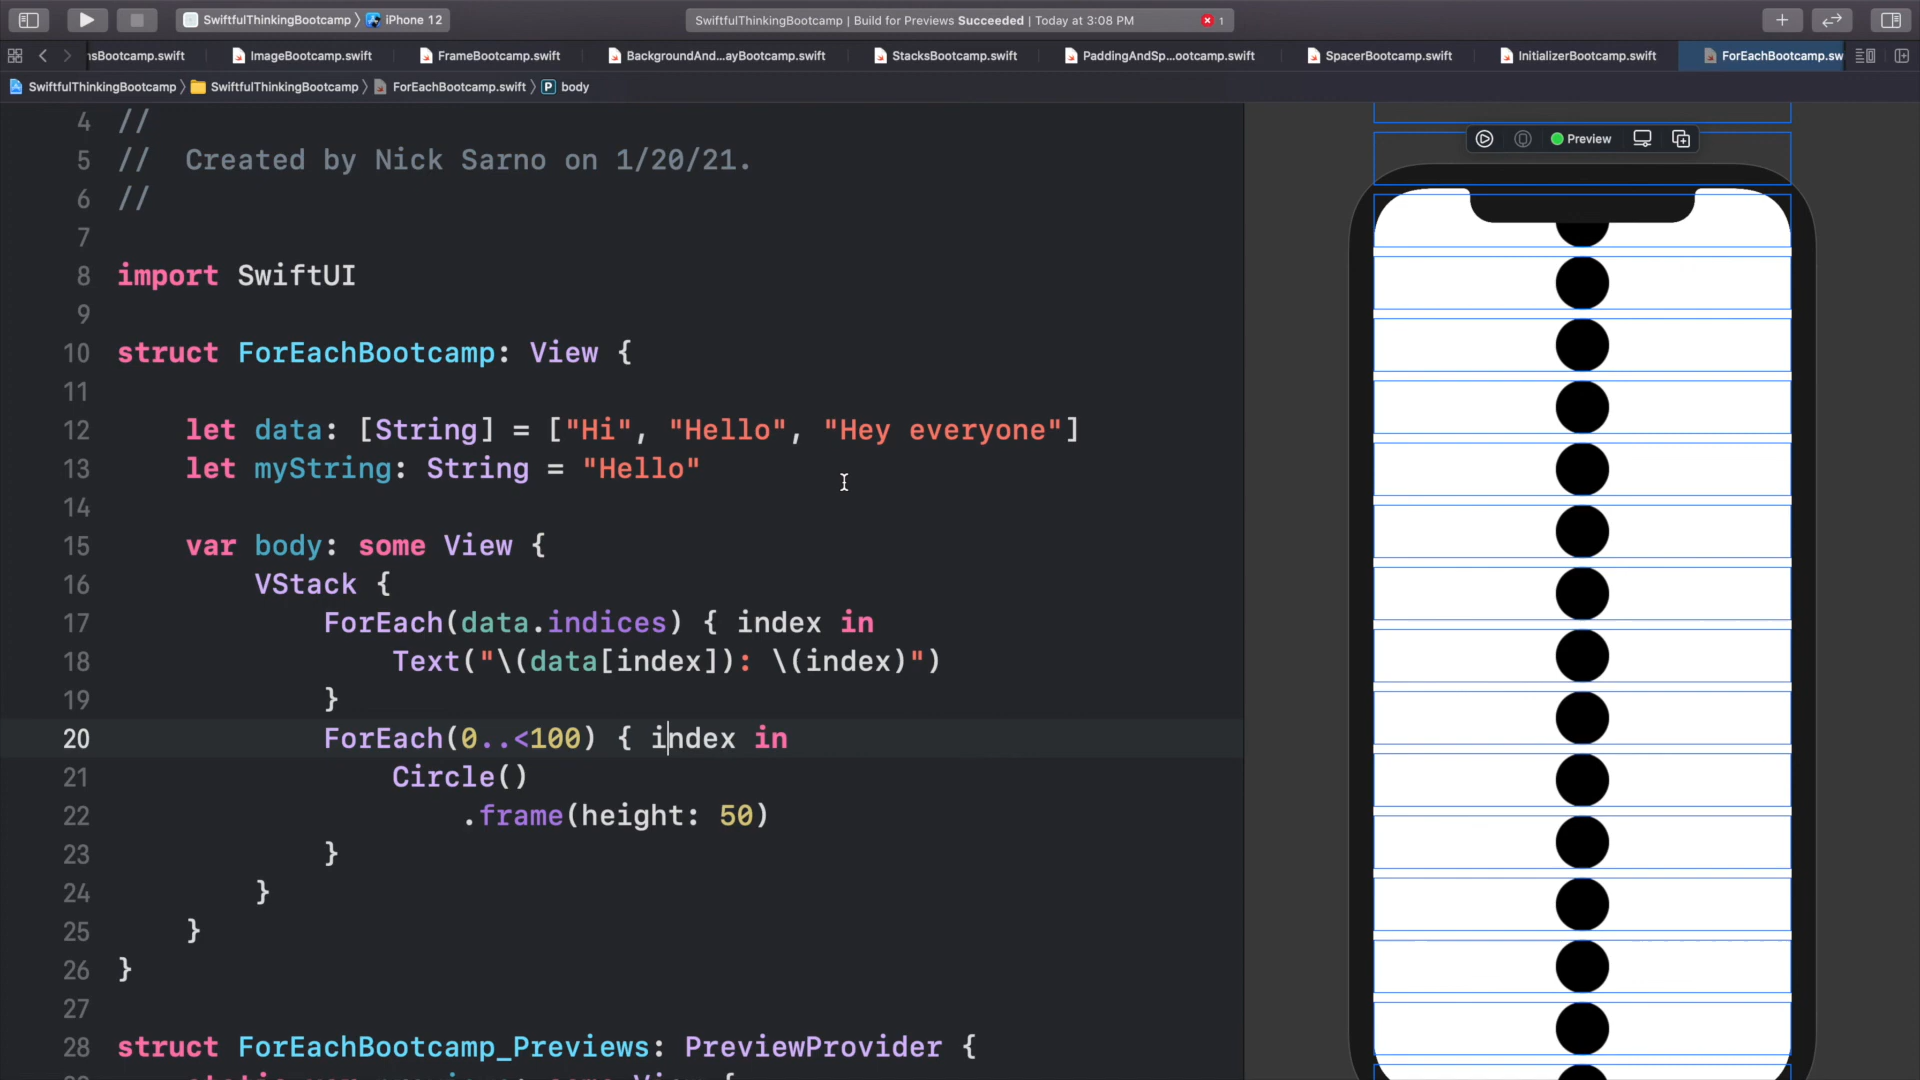 SwiftfulThinkingBootcamp 〉 iPhone 12
SwiftfulThinkingBootcamp | Build for Previews Succeeded | Today at 3:08 PM
1
nsBootcamp.swift
ImageBootcamp.swift
FrameBootcamp.swift
BackgroundAnd...ayBootcamp.swift
StacksBootcamp.swift
PaddingAndSp...ootcamp.swift
SpacerBootcamp.swift
InitializerBootcamp.swift
ForEachBootcamp.sw
SwiftfulThinkingBootcamp 〉 SwiftfulThinkingBootcamp 〉 ForEachBootcamp.swift 〉 P body
Preview
4 //
5 //  Created by Nick Sarno on 1/20/21.
6 //
7
8 import SwiftUI
9
10 struct ForEachBootcamp: View {
11
12     let data: [String] = ["Hi", "Hello", "Hey everyone"]
13     let myString: String = "Hello"
14
15     var body: some View {
16         VStack {
17             ForEach(data.indices) { index in
18                 Text("\(data[index]): \(index)")
19             }
20             ForEach(0..<100) { index in
21                 Circle()
22                     .frame(height: 50)
23             }
24         }
25     }
26 }
27
28 struct ForEachBootcamp_Previews: PreviewProvider {